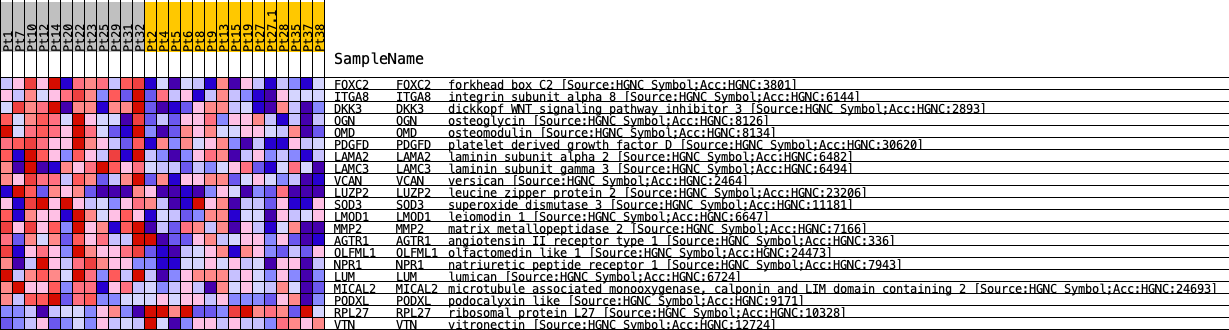 Pt1 Pt7 Pt10 Pt12 Pt14 Pt20 Pt22 Pt23 Pt25 Pt29 Pt31 Pt32 Pt2 Pt4 Pt5 Pt6 Pt8 Pt9 Pt13 Pt15 Pt19 Pt27 Pt27.1 Pt28 Pt35 Pt37 Pt38
SampleName
FOXC2 FOXC2 forkhead box C2 [Source:HGNC Symbol;Acc:HGNC:3801]
ITGA8 ITGA8 integrin subunit alpha 8 [Source:HGNC Symbol;Acc:HGNC:6144]
DKK3 DKK3 dickkopf WNT signaling pathway inhibitor 3 [Source:HGNC Symbol;Acc:HGNC:2893]
OGN OGN osteoglycin [Source:HGNC Symbol;Acc:HGNC:8126]
OMD OMD osteomodulin [Source:HGNC Symbol;Acc:HGNC:8134]
PDGFD PDGFD platelet derived growth factor D [Source:HGNC Symbol;Acc:HGNC:30620]
LAMA2 LAMA2 laminin subunit alpha 2 [Source:HGNC Symbol;Acc:HGNC:6482]
LAMC3 LAMC3 laminin subunit gamma 3 [Source:HGNC Symbol;Acc:HGNC:6494]
VCAN VCAN versican [Source:HGNC Symbol;Acc:HGNC:2464]
LUZP2 LUZP2 leucine zipper protein 2 [Source:HGNC Symbol;Acc:HGNC:23206]
SOD3 SOD3 superoxide dismutase 3 [Source:HGNC Symbol;Acc:HGNC:11181]
LMOD1 LMOD1 leiomodin 1 [Source:HGNC Symbol;Acc:HGNC:6647]
MMP2 MMP2 matrix metallopeptidase 2 [Source:HGNC Symbol;Acc:HGNC:7166]
AGTR1 AGTR1 angiotensin II receptor type 1 [Source:HGNC Symbol;Acc:HGNC:336]
OLFML1 OLFML1 olfactomedin like 1 [Source:HGNC Symbol;Acc:HGNC:24473]
NPR1 NPR1 natriuretic peptide receptor 1 [Source:HGNC Symbol;Acc:HGNC:7943]
LUM LUM lumican [Source:HGNC Symbol;Acc:HGNC:6724]
MICAL2 MICAL2 microtubule associated monooxygenase, calponin and LIM domain containing 2 [Source:HGNC Symbol;Acc:HGNC:24693]
PODXL PODXL podocalyxin like [Source:HGNC Symbol;Acc:HGNC:9171]
RPL27 RPL27 ribosomal protein L27 [Source:HGNC Symbol;Acc:HGNC:10328]
VTN VTN vitronectin [Source:HGNC Symbol;Acc:HGNC:12724]